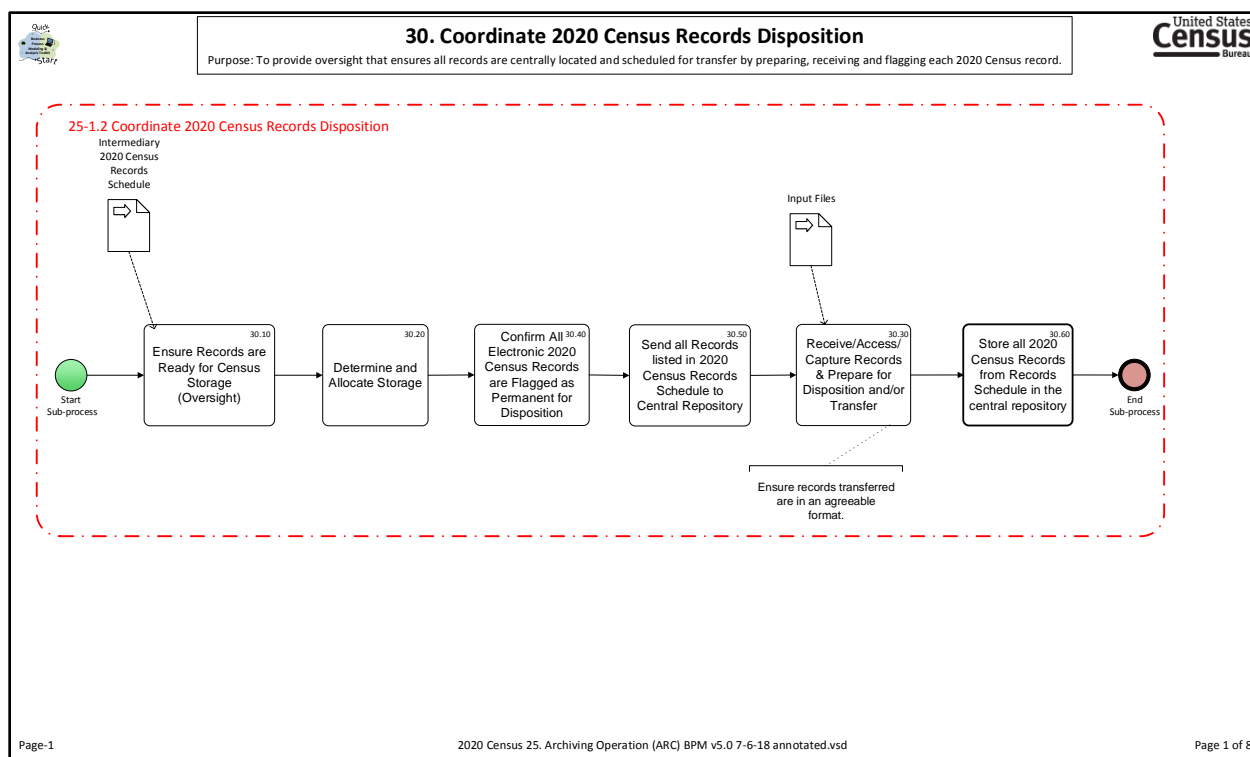 Quick
Business
Process
Modeling &
Analysis Toolkit
Start
30. Coordinate 2020 Census Records Disposition
Purpose: To provide oversight that ensures all records are centrally located and scheduled for transfer by preparing, receiving and flagging each 2020 Census record.
United States
Census
Bureau
25-1.2 Coordinate 2020 Census Records Disposition
Intermediary
2020 Census
Records
Schedule
Input Files
Start
Sub-process
30.10
Ensure Records are
Ready for Census
Storage
(Oversight)
30.20
Determine and
Allocate Storage
30.40
Confirm All
Electronic 2020
Census Records
are Flagged as
Permanent for
Disposition
30.50
Send all Records
listed in 2020
Census Records
Schedule to
Central Repository
30.30
Receive/Access/
Capture Records
& Prepare for
Disposition and/or
Transfer
30.60
Store all 2020
Census Records
from Records
Schedule in the
central repository
End
Sub-process
Ensure records transferred
are in an agreeable
format.
Page-1
2020 Census 25. Archiving Operation (ARC) BPM v5.0 7-6-18 annotated.vsd
Page 1 of 8